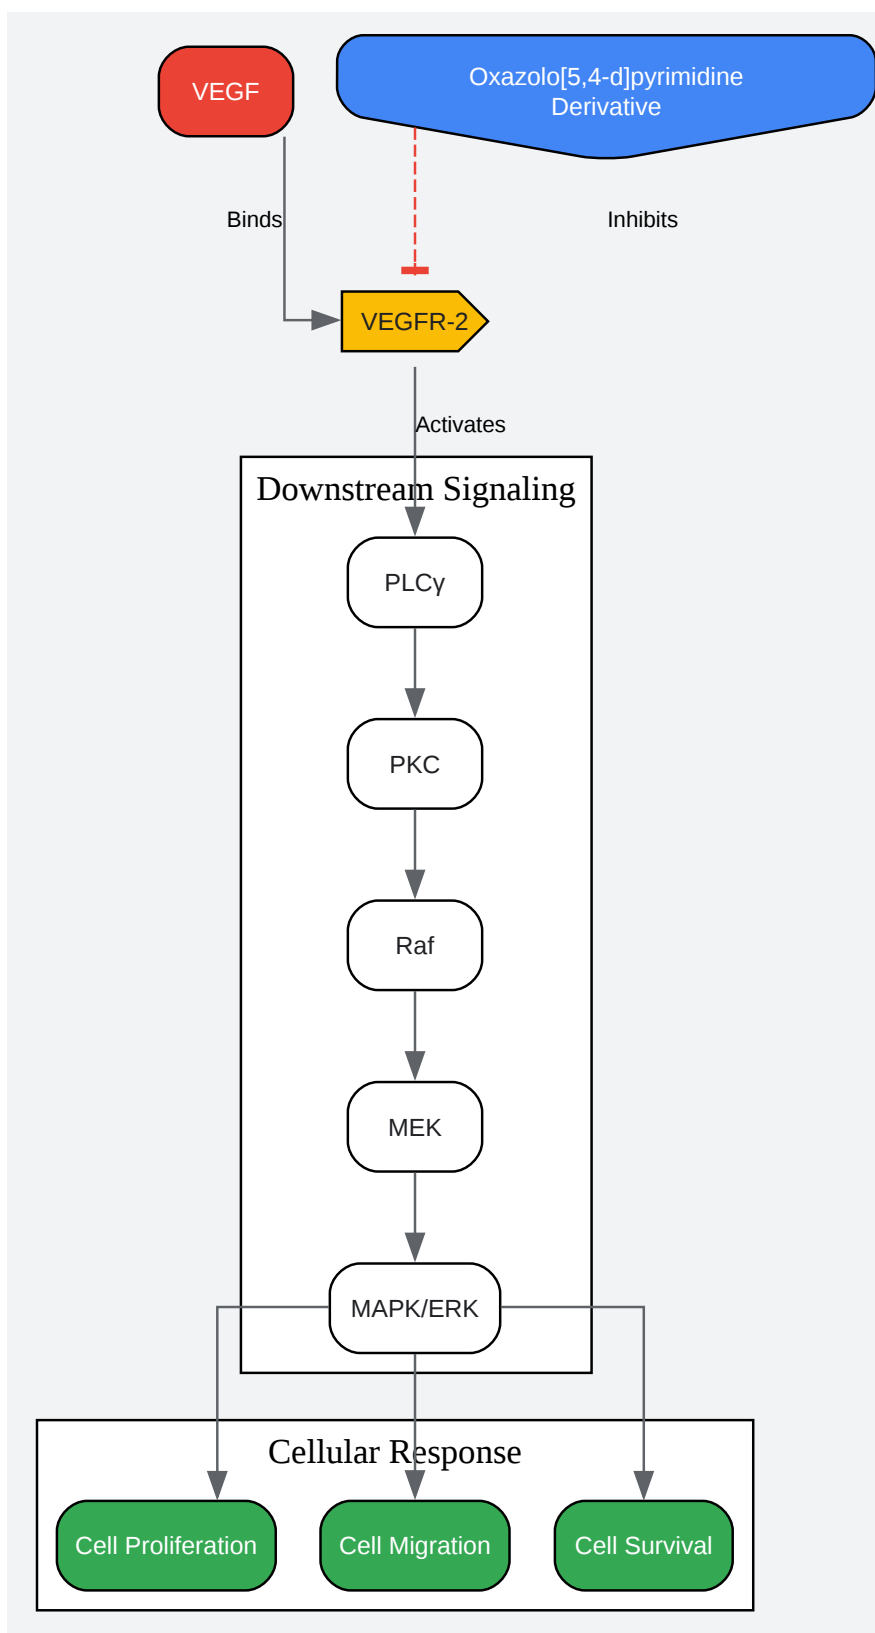 VEGF
Oxazolo[5,4-d]pyrimidine
Derivative
Binds
Inhibits
VEGFR-2
Activates
Downstream Signaling
PLCγ
PKC
Raf
MEK
MAPK/ERK
Cellular Response
Cell Proliferation
Cell Migration
Cell Survival